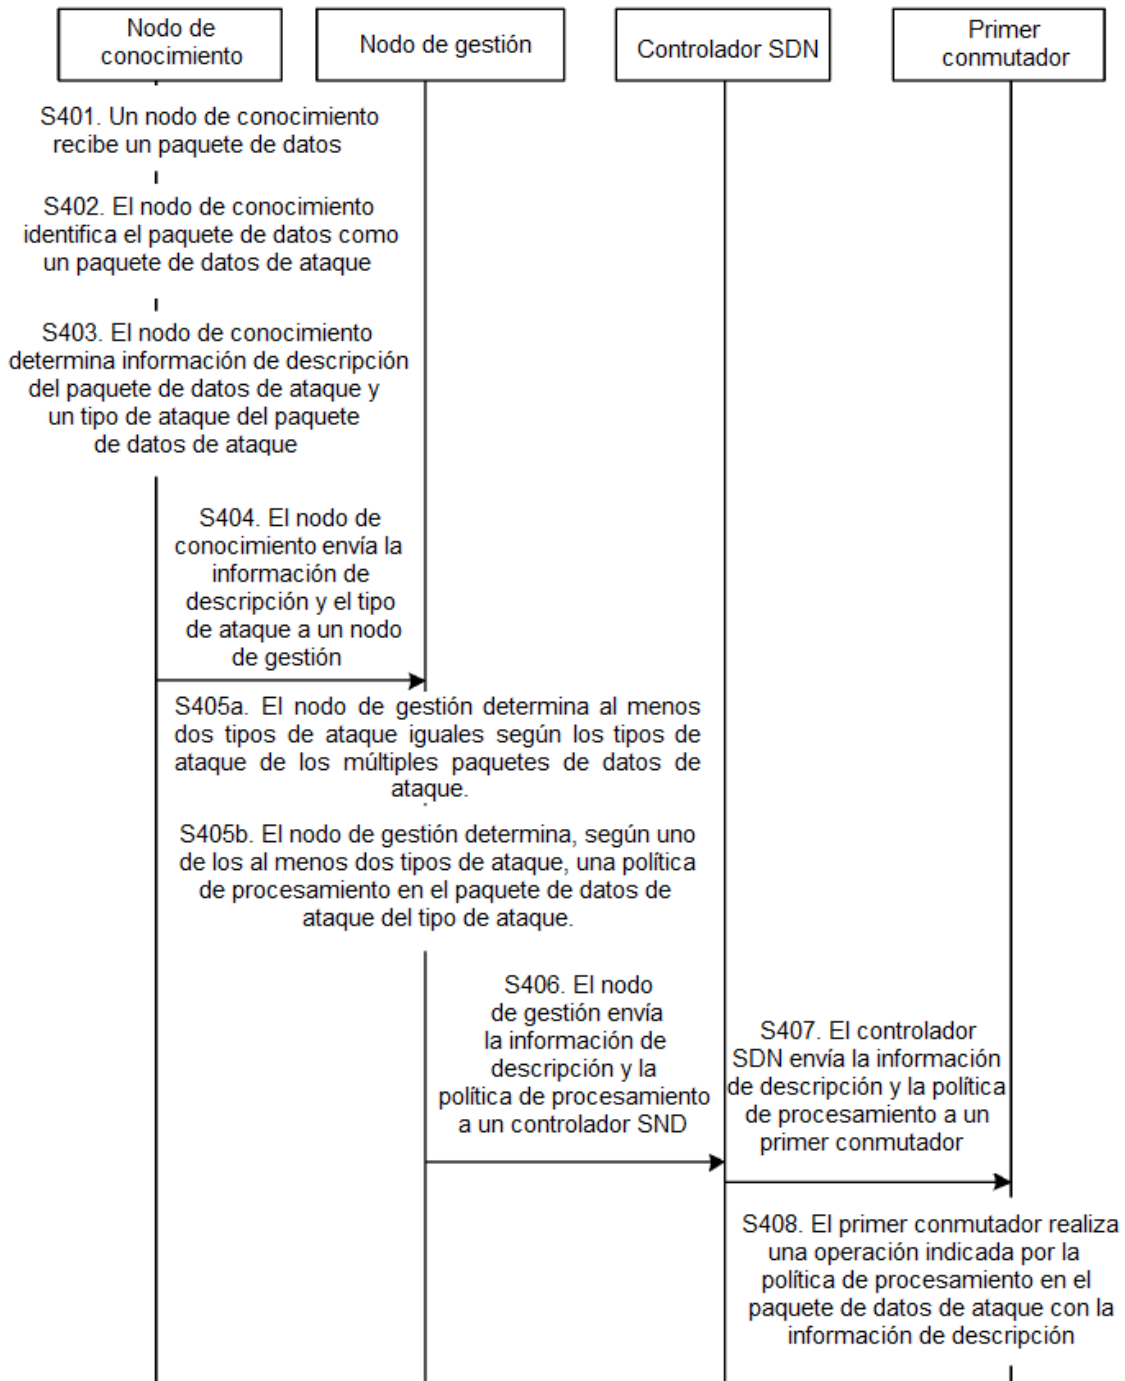 Nodo de
conocimiento
Nodo de gestión
Controlador SDN
Primer
conmutador
S401. Un nodo de conocimiento
recibe un paquete de datos
S402. El nodo de conocimiento
identifica el paquete de datos como
un paquete de datos de ataque
S403. El nodo de conocimiento
determina información de descripción
del paquete de datos de ataque y
un tipo de ataque del paquete
de datos de ataque
S404. El nodo de
conocimiento envía la
información de
descripción y el tipo
de ataque a un nodo
de gestión
S405a. El nodo de gestión determina al menos
dos tipos de ataque iguales según los tipos de
ataque de los múltiples paquetes de datos de
ataque.
S405b. El nodo de gestión determina, según uno
de los al menos dos tipos de ataque, una política
de procesamiento en el paquete de datos de
ataque del tipo de ataque.
S406. El nodo
de gestión envía
la información de
descripción y la
política de procesamiento
a un controlador SND
S407. El controlador
SDN envía la información
de descripción y la política
de procesamiento a un
primer conmutador
S408. El primer conmutador realiza
una operación indicada por la
política de procesamiento en el
paquete de datos de ataque con la
información de descripción